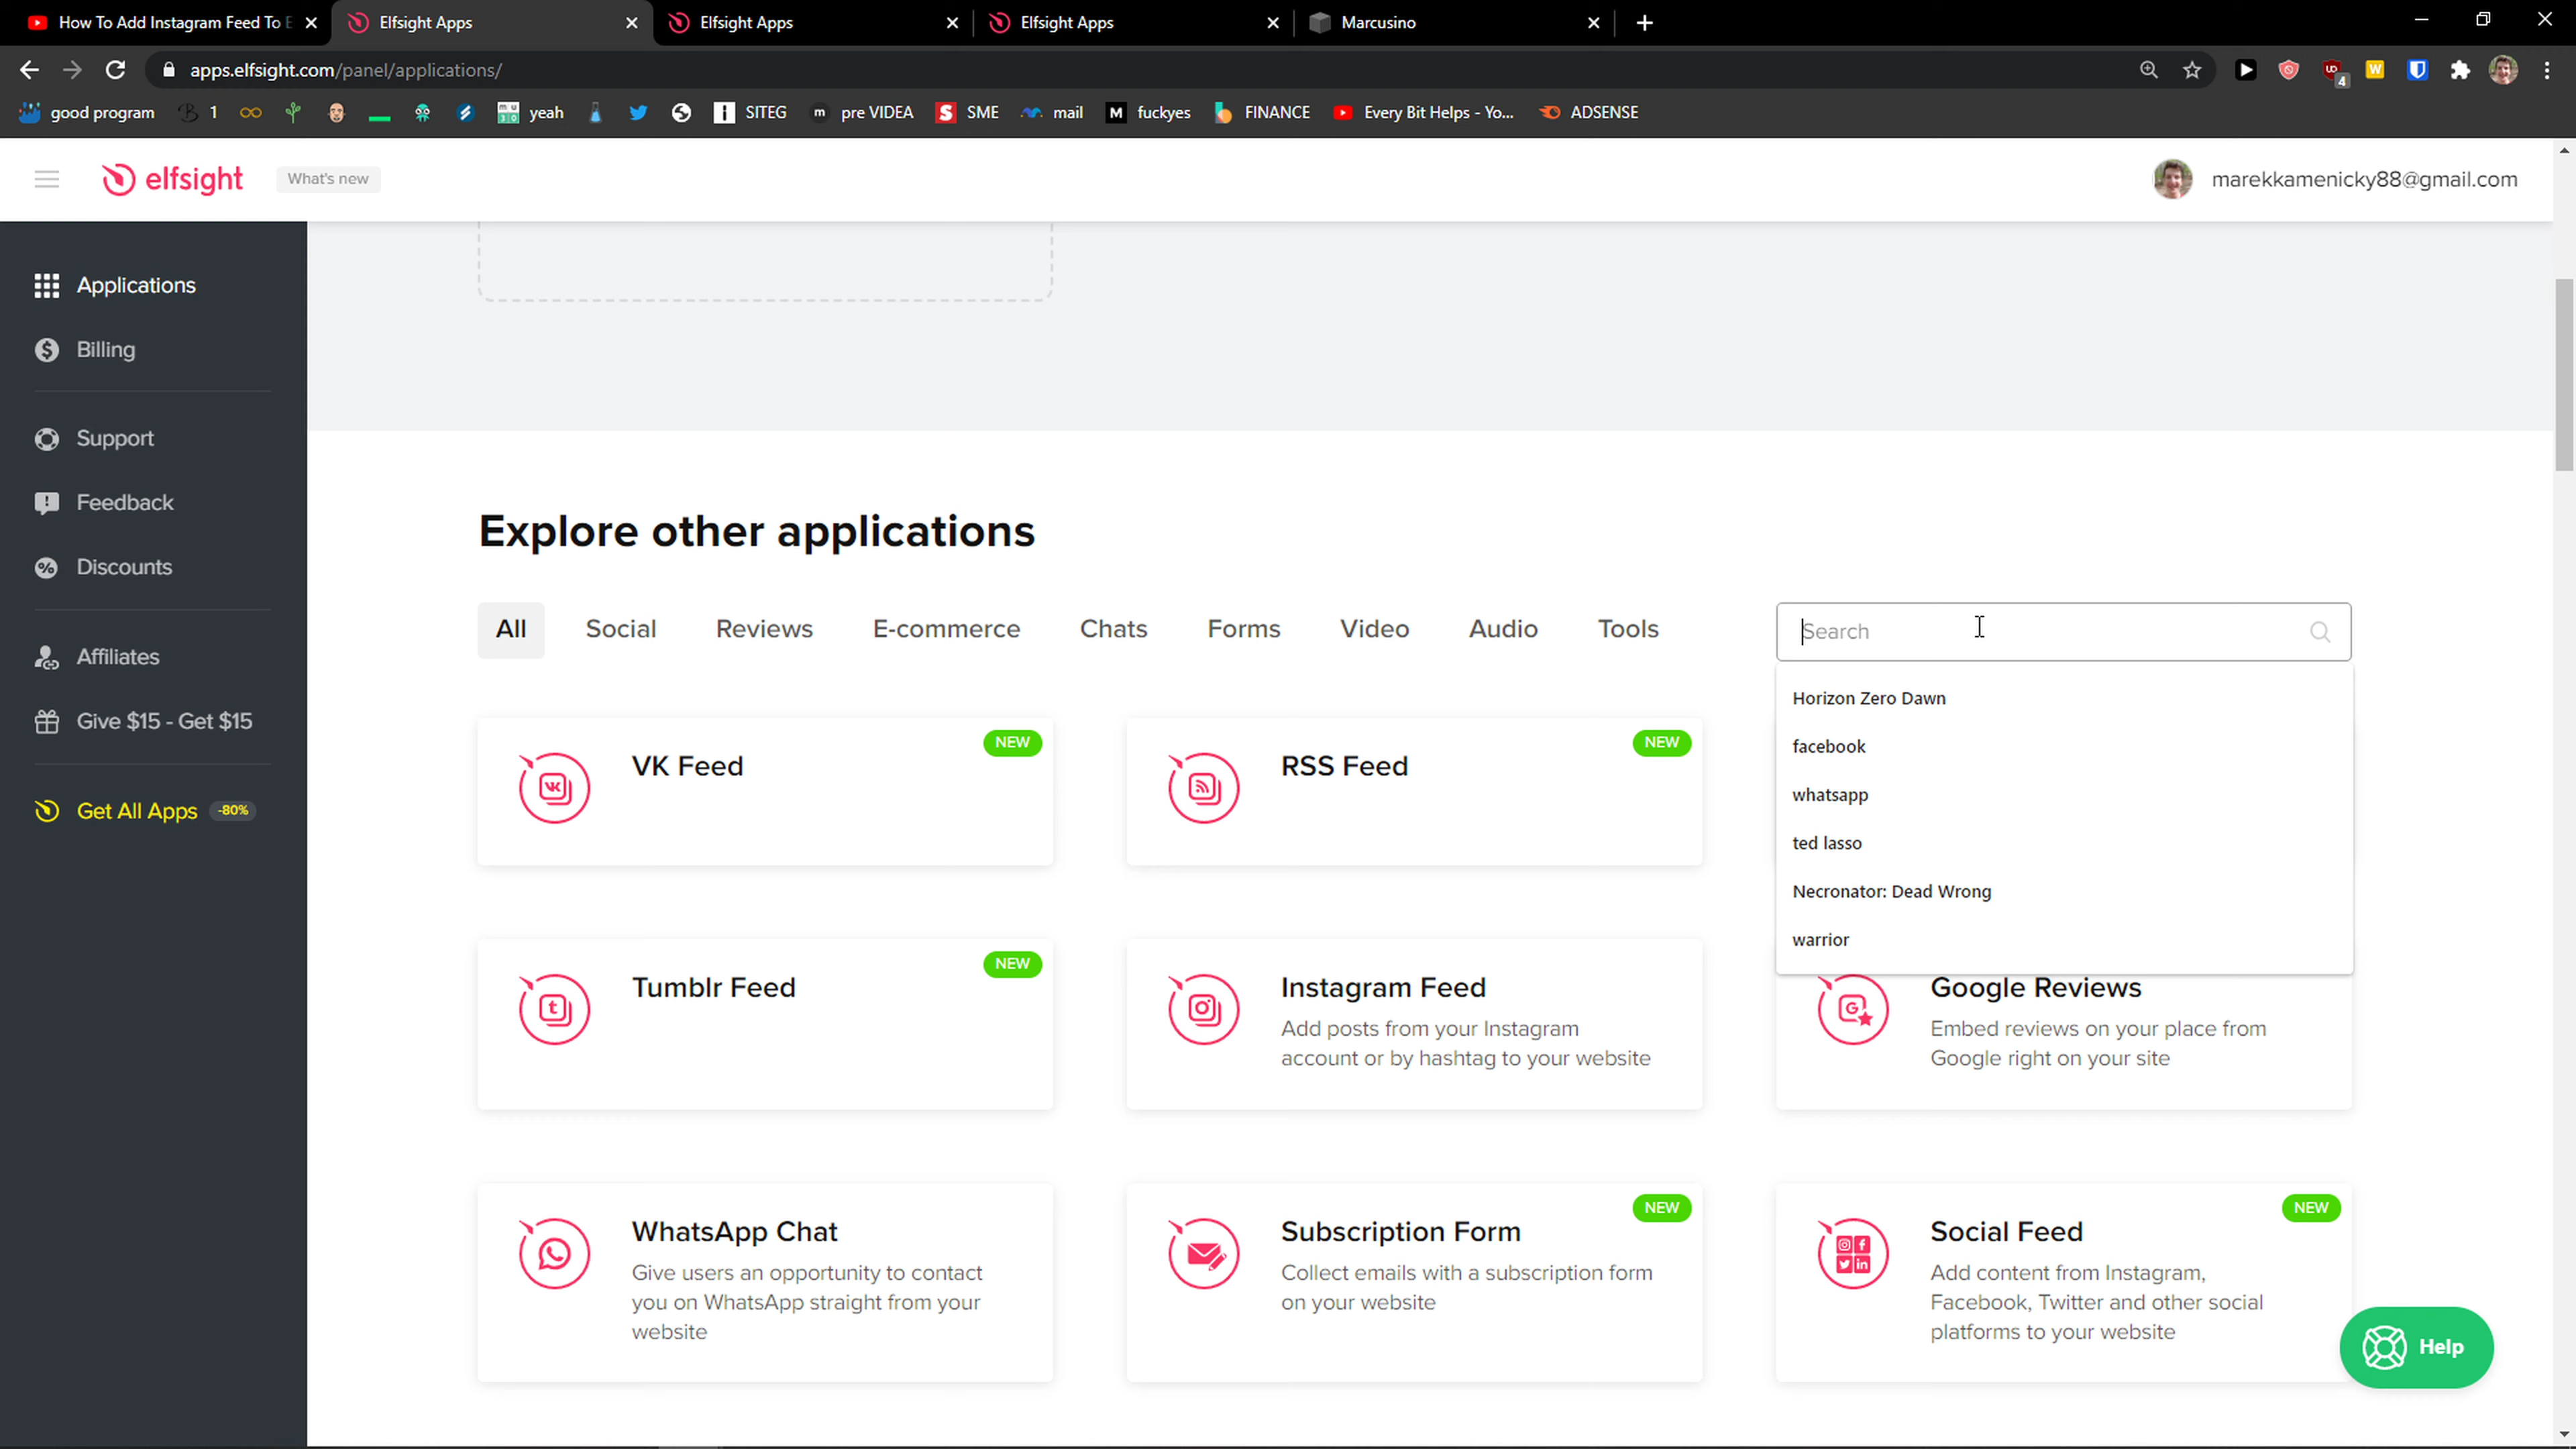 How To Add Instagram Feed To E
Elfsight Apps
Elfsight Apps
Elfsight Apps
Marcusino
apps.elfsight.com/panel/applications/
4
good program
1
mu
yeah
SITEG
m pre VIDEA
S SME
mail
M fuckyes
FINANCE
Every Bit Helps - Yo...
ADSENSE
elfsight
What's new
marekkamenicky88@gmail.com
Applications
Billing
Support
Feedback
Discounts
Affiliates
Give $15 - Get $15
Get All Apps -80%
Explore other applications
All Social Reviews E-commerce Chats Forms Video Audio Tools
Search
Horizon Zero Dawn
facebook
whatsapp
ted lasso
Necronator: Dead Wrong
warrior
VK Feed
NEW
RSS Feed
NEW
Tumblr Feed
NEW
Instagram Feed
Add posts from your Instagram
account or by hashtag to your website
Google Reviews
Embed reviews on your place from
Google right on your site
WhatsApp Chat
Give users an opportunity to contact
you on WhatsApp straight from your
website
Subscription Form
NEW
Collect emails with a subscription form
on your website
Social Feed
NEW
Add content from Instagram,
Facebook, Twitter and other social
platforms to your website
Help